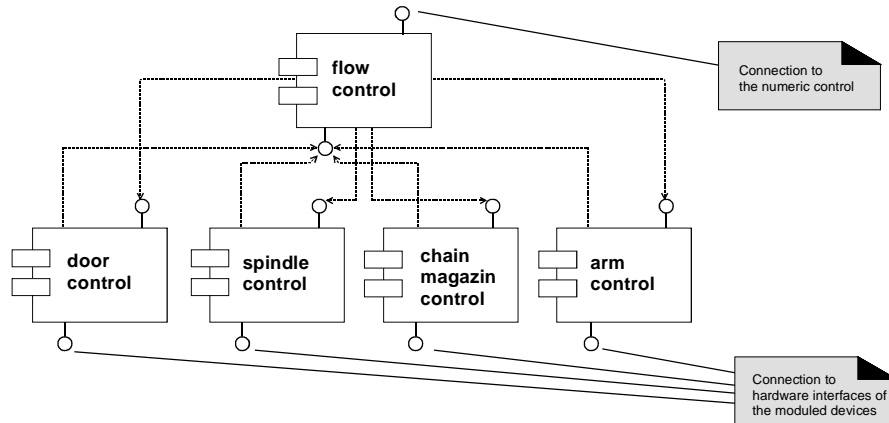 flow
control
Connection to
the numeric control
door
control
spindle
control
chain
magazin
control
arm
control
Connection to
hardware interfaces of
the moduled devices